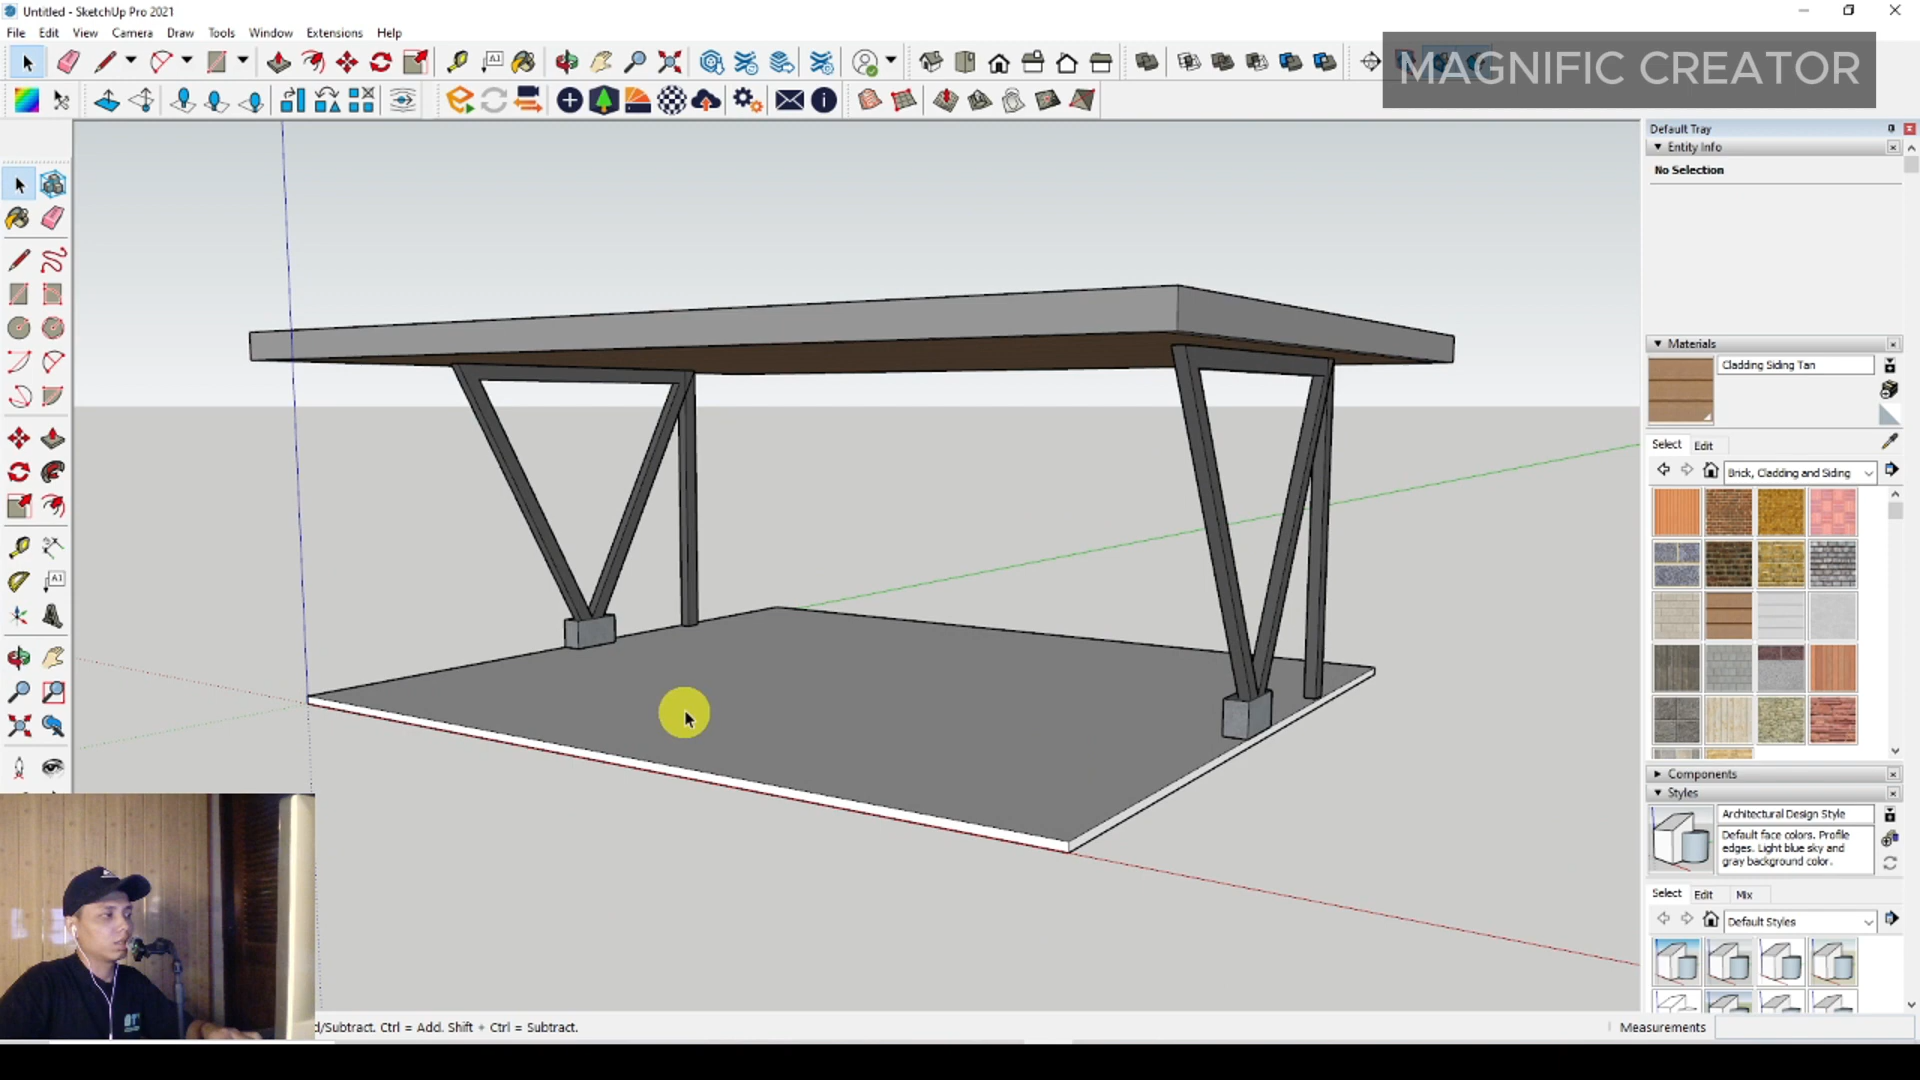 Untitled - SketchUp Pro 2021
File Edit View Camera Draw Tools Window Extensions Help
MAGNIFIC CREATOR
Default Tray
Entity Info
No Selection
Materials
Cladding Siding Tan
Select Edit
Brick, Cladding and Siding
Components
Styles
Architectural Design Style
Default face colors. Profile
edges. Light blue sky and
gray background color.
Select Edit Mix
Default Styles
d/Subtract. Ctrl = Add. Shift + Ctrl = Subtract.
Measurements